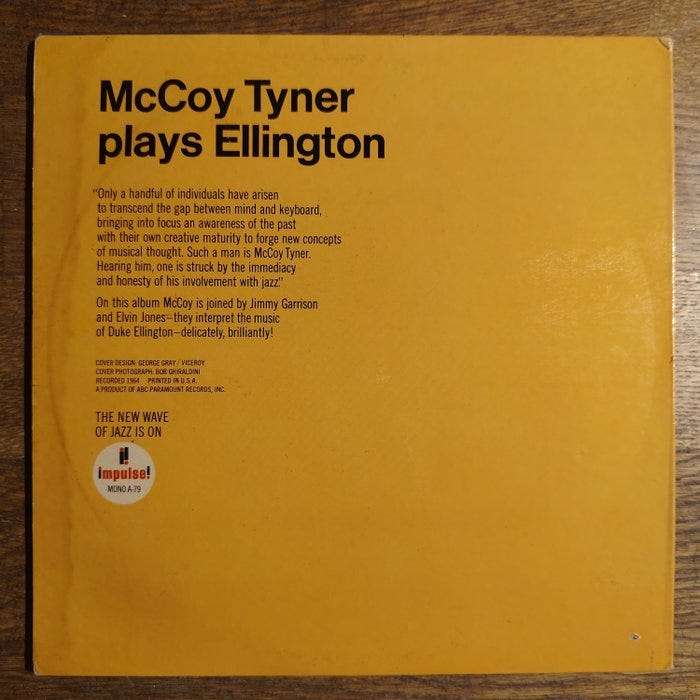 McCoy Tyner
plays Ellington
“Only a handful of individuals have arisen
to transcend the gap between mind and keyboard,
bringing into focus an awareness of the past
with their own creative maturity to forge new concepts
of musical thought. Such a man is McCoy Tyner.
Hearing him, one is struck by the immediacy
and honesty of his involvement with jazz.”
On this album McCoy is joined by Jimmy Garrison
and Elvin Jones—they interpret the music
of Duke Ellington—delicately, brilliantly!
COVER DESIGN: GEORGE GRAY / VICEROY
COVER PHOTOGRAPH: BOB GHIRALDINI
RECORDED 1964 PRINTED IN U.S.A.
A PRODUCT OF ABC-PARAMOUNT RECORDS, INC.
THE NEW WAVE
OF JAZZ IS ON
i!
impulse!
MONO A-79